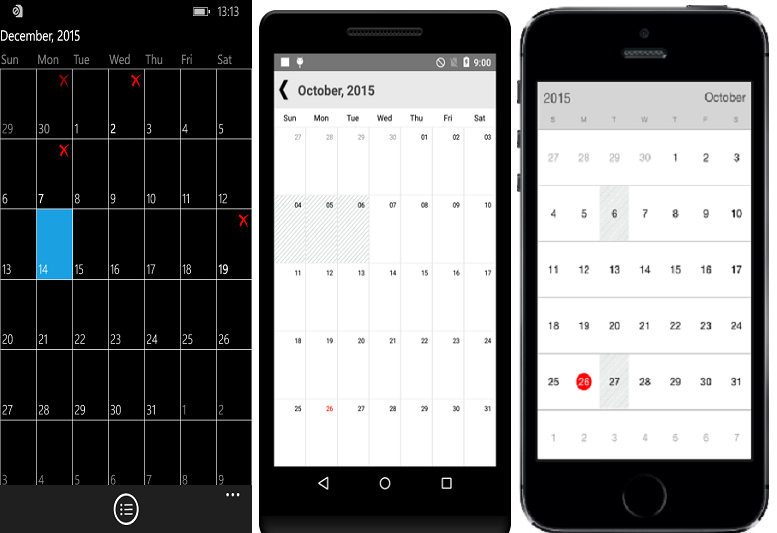 13:13
December, 2015
Sun Mon Tue Wed Thu Fri Sat
29 30 1 2 3 4 5
6 7 8 9 10 11 12
13 14 15 16 17 18 19
20 21 22 23 24 25 26
27 28 29 30 31 1 2
3 4 5 6 7 8 9
9:00
October, 2015
Sun Mon Tue Wed Thu Fri Sat
27 28 29 30 01 02 03
04 05 06 07 08 09 10
11 12 13 14 15 16 17
18 19 20 21 22 23 24
25 26 27 28 29 30 31
2015 October
S M T W T F S
27 28 29 30 1 2 3
4 5 6 7 8 9 10
11 12 13 14 15 16 17
18 19 20 21 22 23 24
25 26 27 28 29 30 31
1 2 3 4 5 6 7